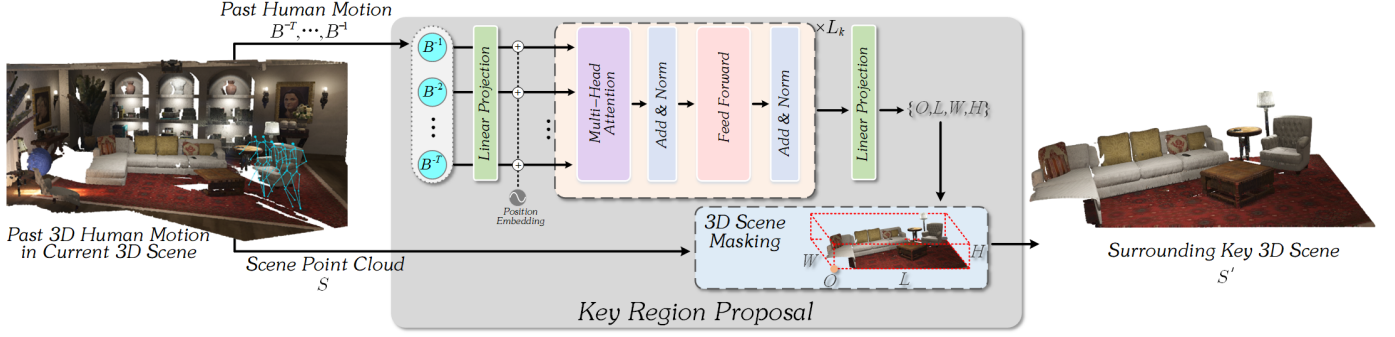 Past Human Motion
B⁻ᵀ,⋯,B⁻¹
Past 3D Human Motion
in Current 3D Scene
Scene Point Cloud
S
B⁻¹
B⁻²
⋯
B⁻ᵀ
Linear Projection
Position
Embedding
Multi-Head
Attention
Add & Norm
Feed Forward
Add & Norm
×Lₖ
Linear Projection
{O,L,W,H}
3D Scene
Masking
W
O
L
H
Key Region Proposal
Surrounding Key 3D Scene
S′